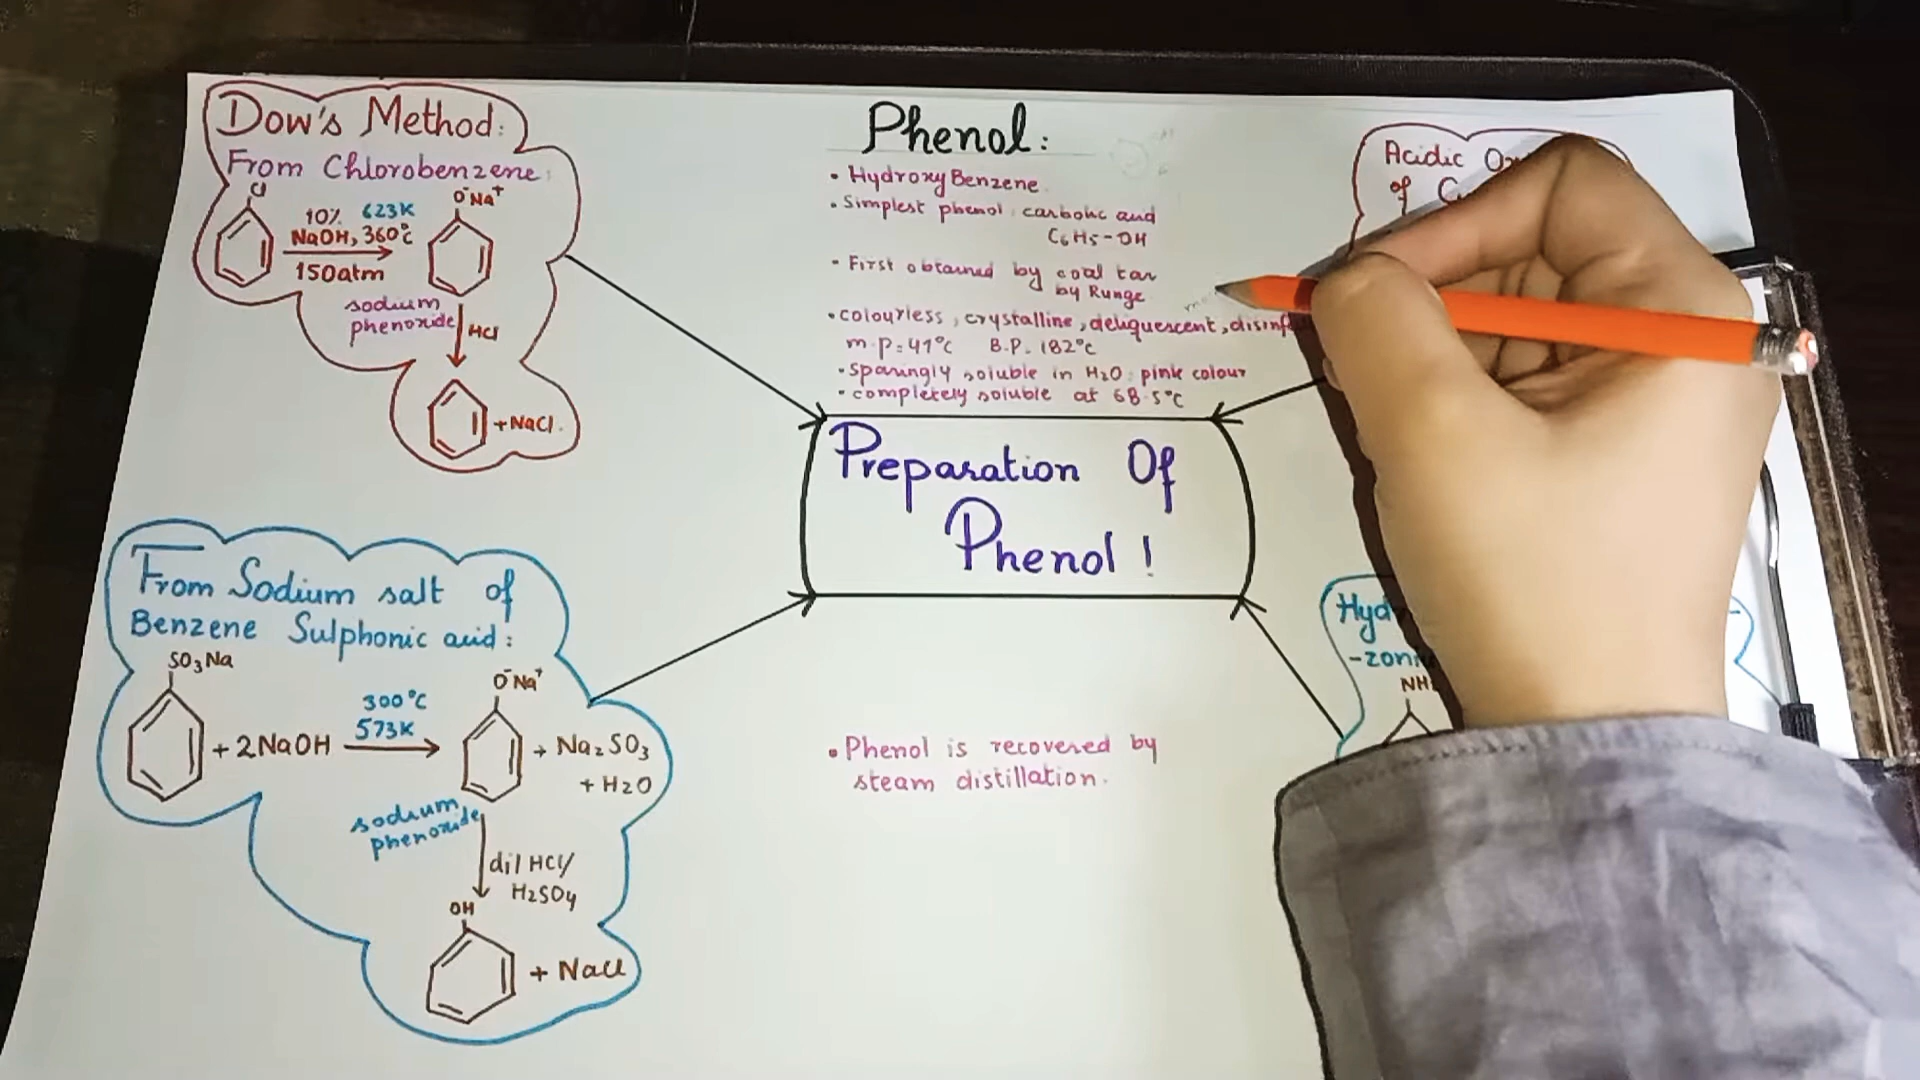 Dow's Method:
From Chlorobenzene:
Cl
10% 623K
NaOH, 360°C
150atm
O⁻Na⁺
sodium
phenoxide
HCl
+NaCl.
Phenol:
• HydroxyBenzene
• Simplest phenol, carbolic acid
C6H5-OH
- First obtained by coal tar
by Runge
• colourless, crystalline, deliquescent,
m.p = 41°C B.P. 182°C
• Sparingly soluble in H2O: pink colour
• completely soluble at 68.5°C
Preparation Of
Phenol !
Acidic
of
From Sodium salt of
Benzene Sulphonic acid:
SO3Na
+ 2NaOH
300°C
573K
O⁻Na⁺
+ Na2SO3
+ H2O
sodium
phenoxide
dil HCl/
H2SO4
OH
+ NaCl
• Phenol is recovered by
steam distillation.